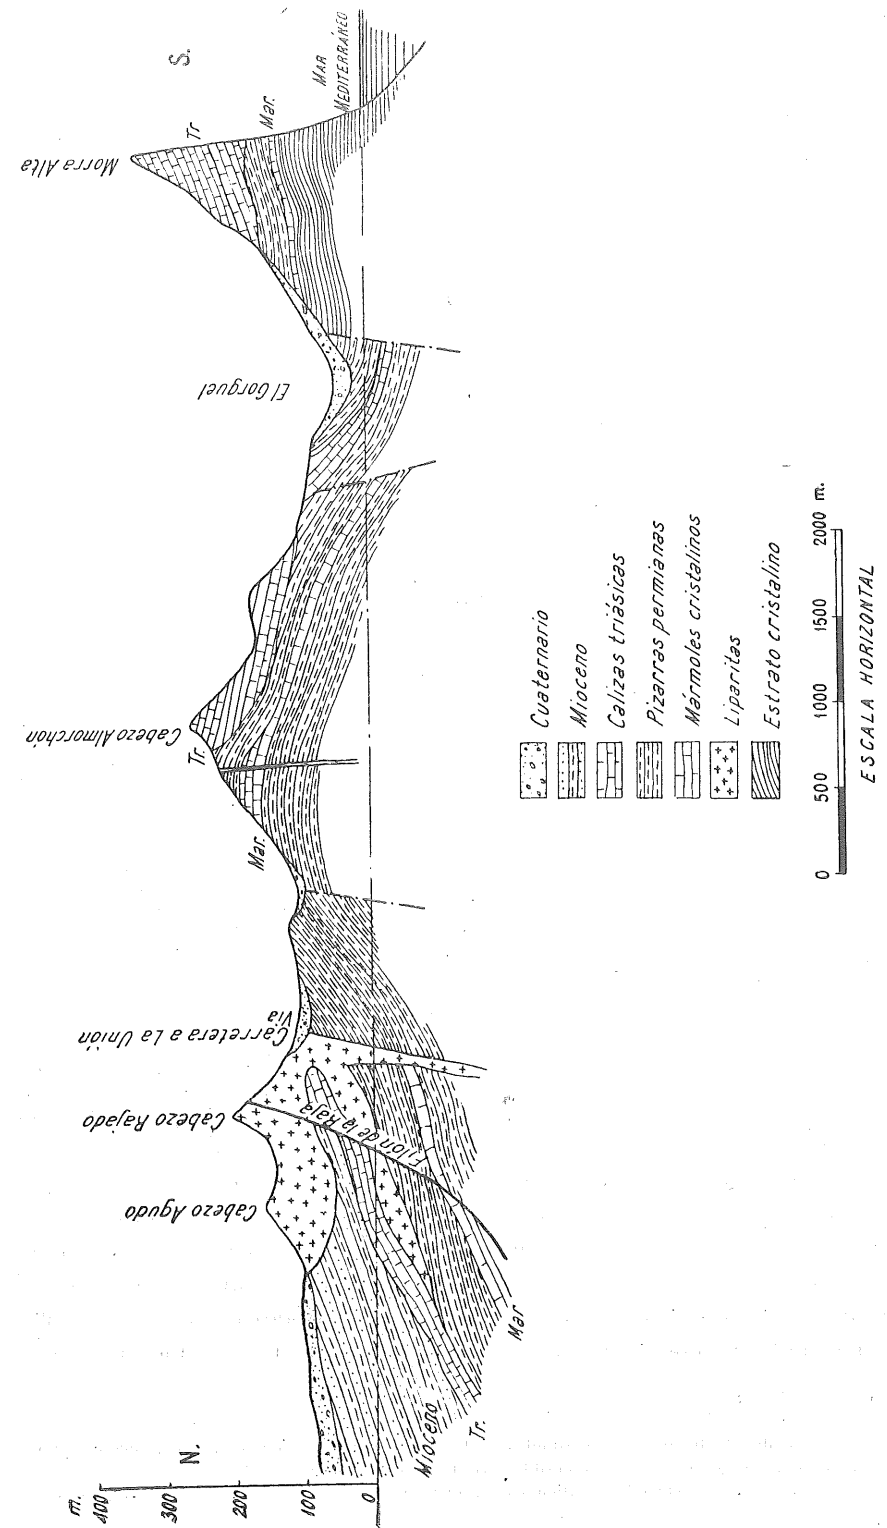 m.
400
300
200
100
0
N.
S.
Cabezo Agudo
Cabezo Rajado
Carretera a La Unión
Vía
Cabezo Almorchón
El Gorguel
Morra Alta
MAR
MEDITERRÁNEO
Tr
Mar.
Tr.
Mar.
Filón de la Raja
Mioceno
Tr.
Mar
Cuaternario
Mioceno
Calizas triásicas
Pizarras permianas
Mármoles cristalinos
Liparitas
Estrato cristalino
0 500 1000 1500 2000 m.
ESCALA HORIZONTAL